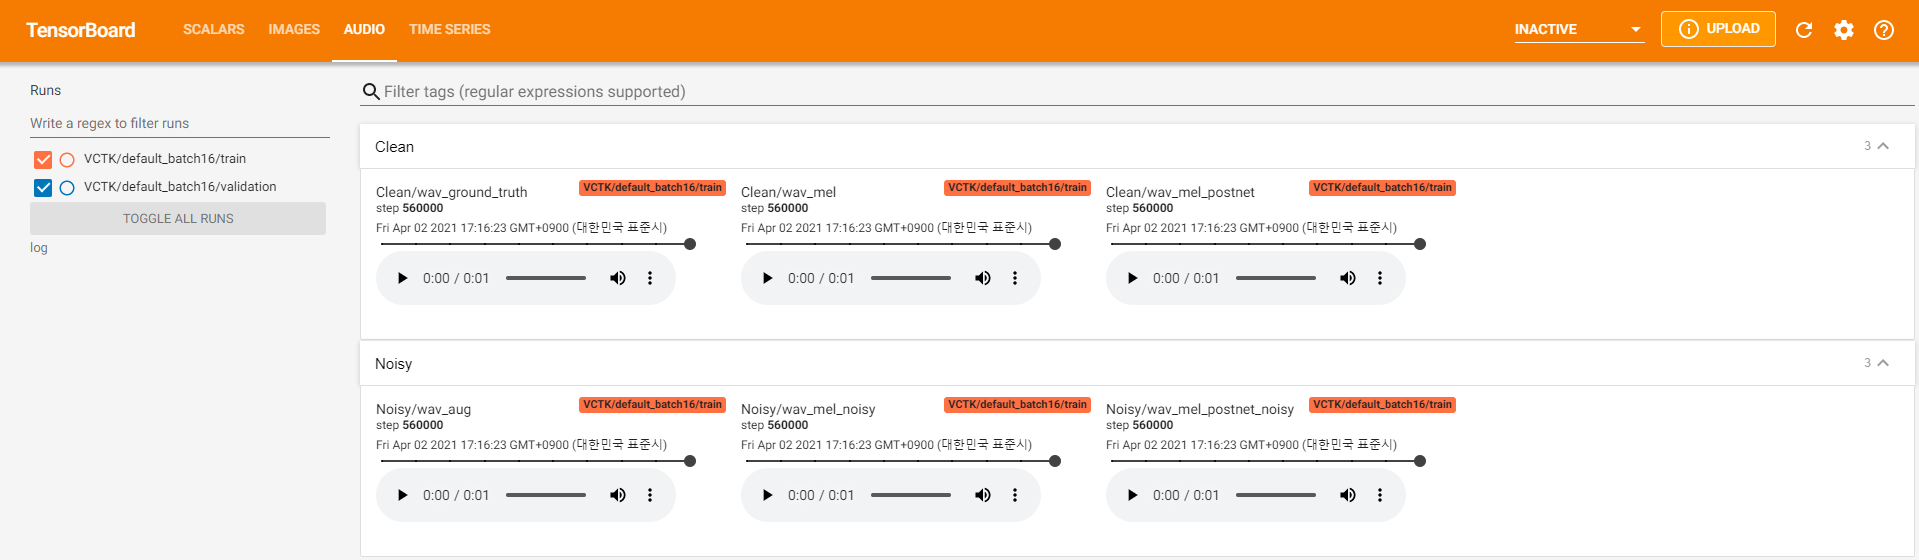 TensorBoard SCALARS IMAGES AUDIO TIME SERIES INACTIVE UPLOAD
Runs
Write a regex to filter runs
VCTK/default_batch16/train
VCTK/default_batch16/validation
TOGGLE ALL RUNS
log
Filter tags (regular expressions supported)
Clean 3
Clean/wav_ground_truth VCTK/default_batch16/train
step 560000
Fri Apr 02 2021 17:16:23 GMT+0900 (대한민국 표준시)
0:00 / 0:01
Clean/wav_mel VCTK/default_batch16/train
step 560000
Fri Apr 02 2021 17:16:23 GMT+0900 (대한민국 표준시)
0:00 / 0:01
Clean/wav_mel_postnet VCTK/default_batch16/train
step 560000
Fri Apr 02 2021 17:16:23 GMT+0900 (대한민국 표준시)
0:00 / 0:01
Noisy 3
Noisy/wav_aug VCTK/default_batch16/train
step 560000
Fri Apr 02 2021 17:16:23 GMT+0900 (대한민국 표준시)
0:00 / 0:01
Noisy/wav_mel_noisy VCTK/default_batch16/train
step 560000
Fri Apr 02 2021 17:16:23 GMT+0900 (대한민국 표준시)
0:00 / 0:01
Noisy/wav_mel_postnet_noisy VCTK/default_batch16/train
step 560000
Fri Apr 02 2021 17:16:23 GMT+0900 (대한민국 표준시)
0:00 / 0:01